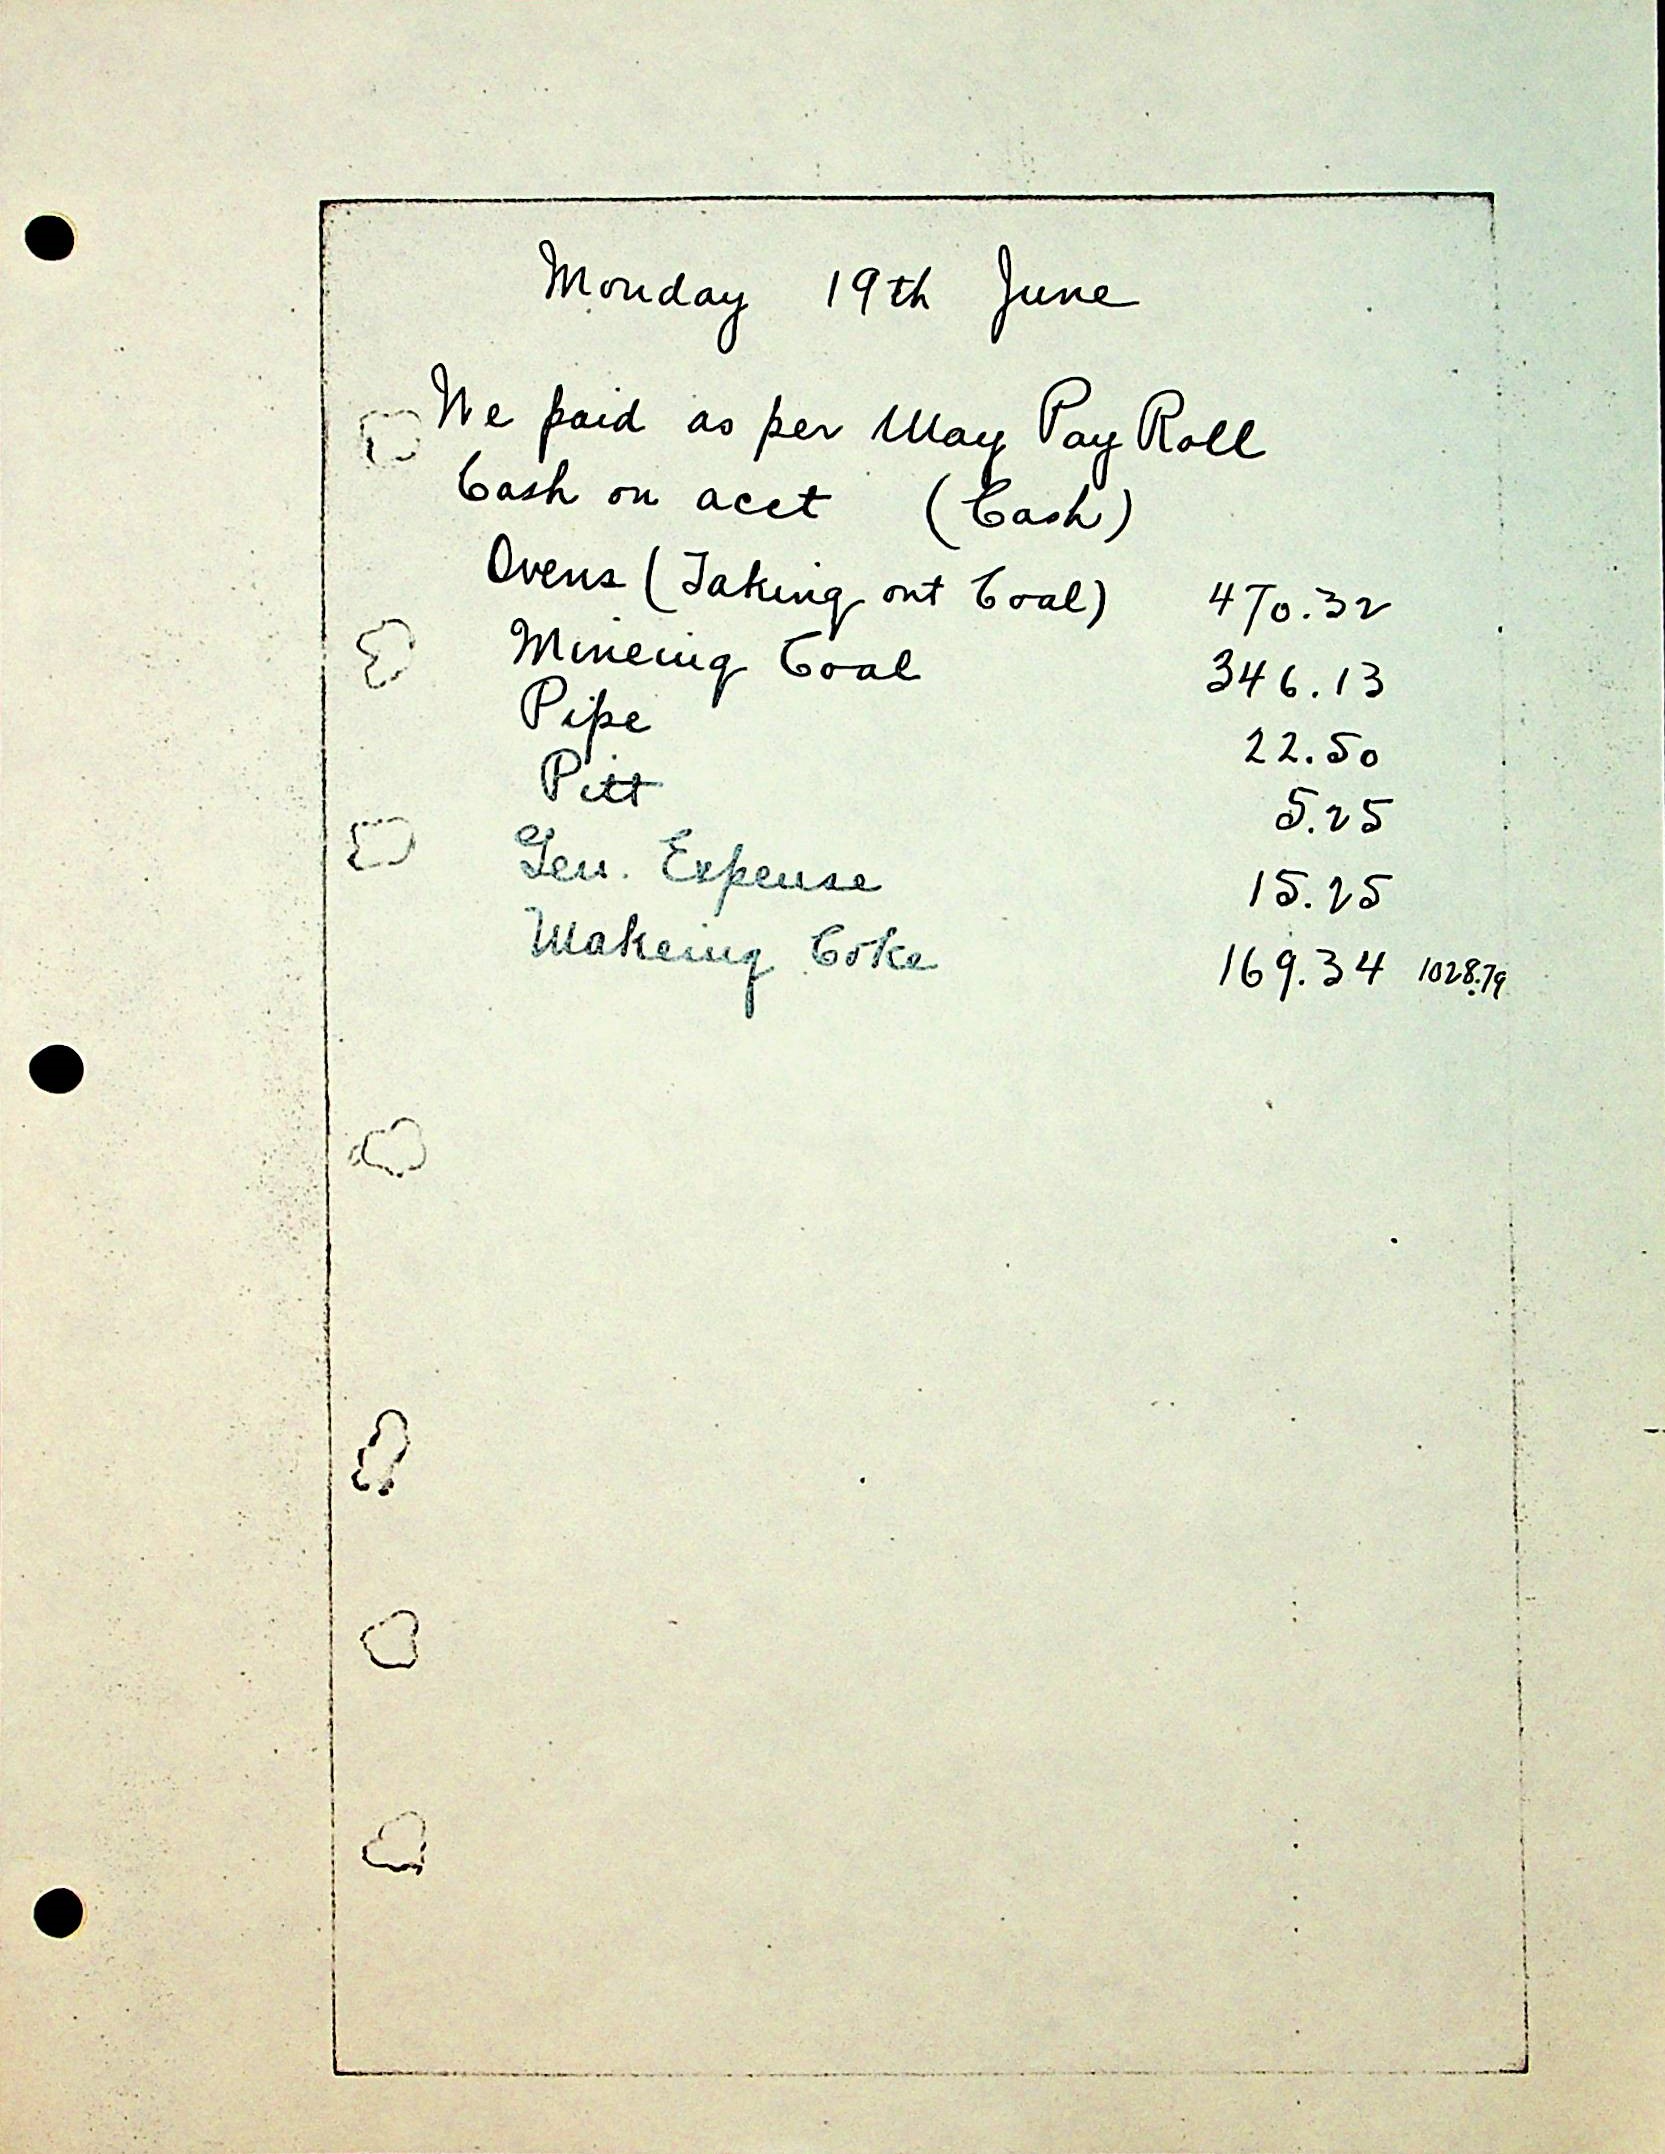 Monday 19th June
We paid as per May Pay Roll
Cash on acct (Cash)
Ovens (Taking out Coal) 470.32
Mineing Coal 346.13
Pipe 22.50
Pitt 5.25
Gen. Expense 15.25
Makeing Coke 169.34 1028.79